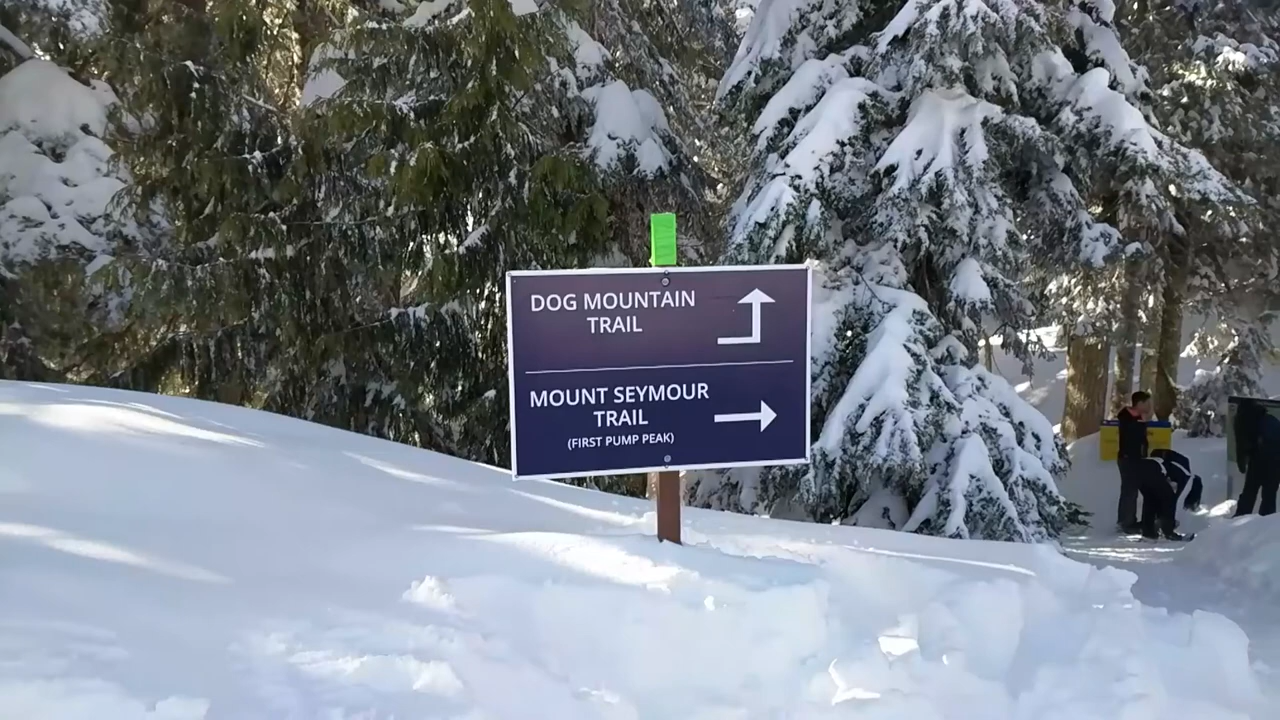 DOG MOUNTAIN
TRAIL
MOUNT SEYMOUR
TRAIL
(FIRST PUMP PEAK)